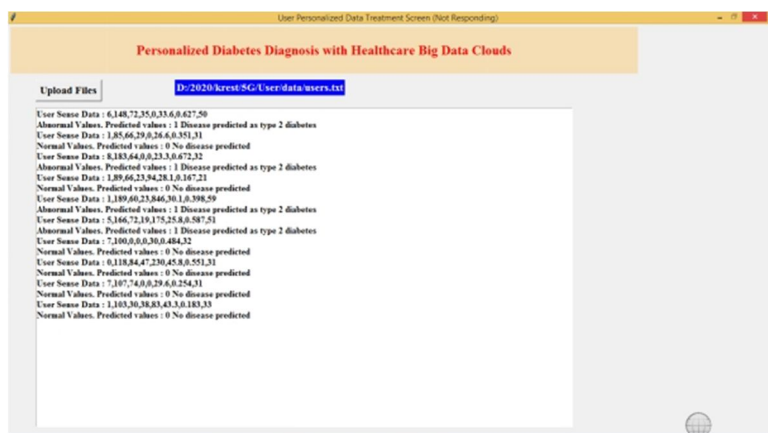 User Personalized Data Treatment Screen (Not Responding)
Personalized Diabetes Diagnosis with Healthcare Big Data Clouds
Upload Files
D:/2020/krest/5G/User/data/users.txt
User Sense Data : 6,148,72,35,0,33.6,0.627,50
Abnormal Values. Predicted values : 1 Disease predicted as type 2 diabetes
User Sense Data : 1,85,66,29,0,26.6,0.351,31
Normal Values. Predicted values : 0 No disease predicted
User Sense Data : 8,183,64,0,0,23.3,0.672,32
Abnormal Values. Predicted values : 1 Disease predicted as type 2 diabetes
User Sense Data : 1,89,66,23,94,28.1,0.167,21
Normal Values. Predicted values : 0 No disease predicted
User Sense Data : 1,189,60,23,846,30.1,0.398,59
Abnormal Values. Predicted values : 1 Disease predicted as type 2 diabetes
User Sense Data : 5,166,72,19,175,25.8,0.587,51
Abnormal Values. Predicted values : 1 Disease predicted as type 2 diabetes
User Sense Data : 7,100,0,0,0,30,0.484,32
Normal Values. Predicted values : 0 No disease predicted
User Sense Data : 0,118,84,47,230,45.8,0.551,31
Normal Values. Predicted values : 0 No disease predicted
User Sense Data : 7,107,74,0,0,29.6,0.254,31
Normal Values. Predicted values : 0 No disease predicted
User Sense Data : 1,103,30,38,83,43.3,0.183,33
Normal Values. Predicted values : 0 No disease predicted